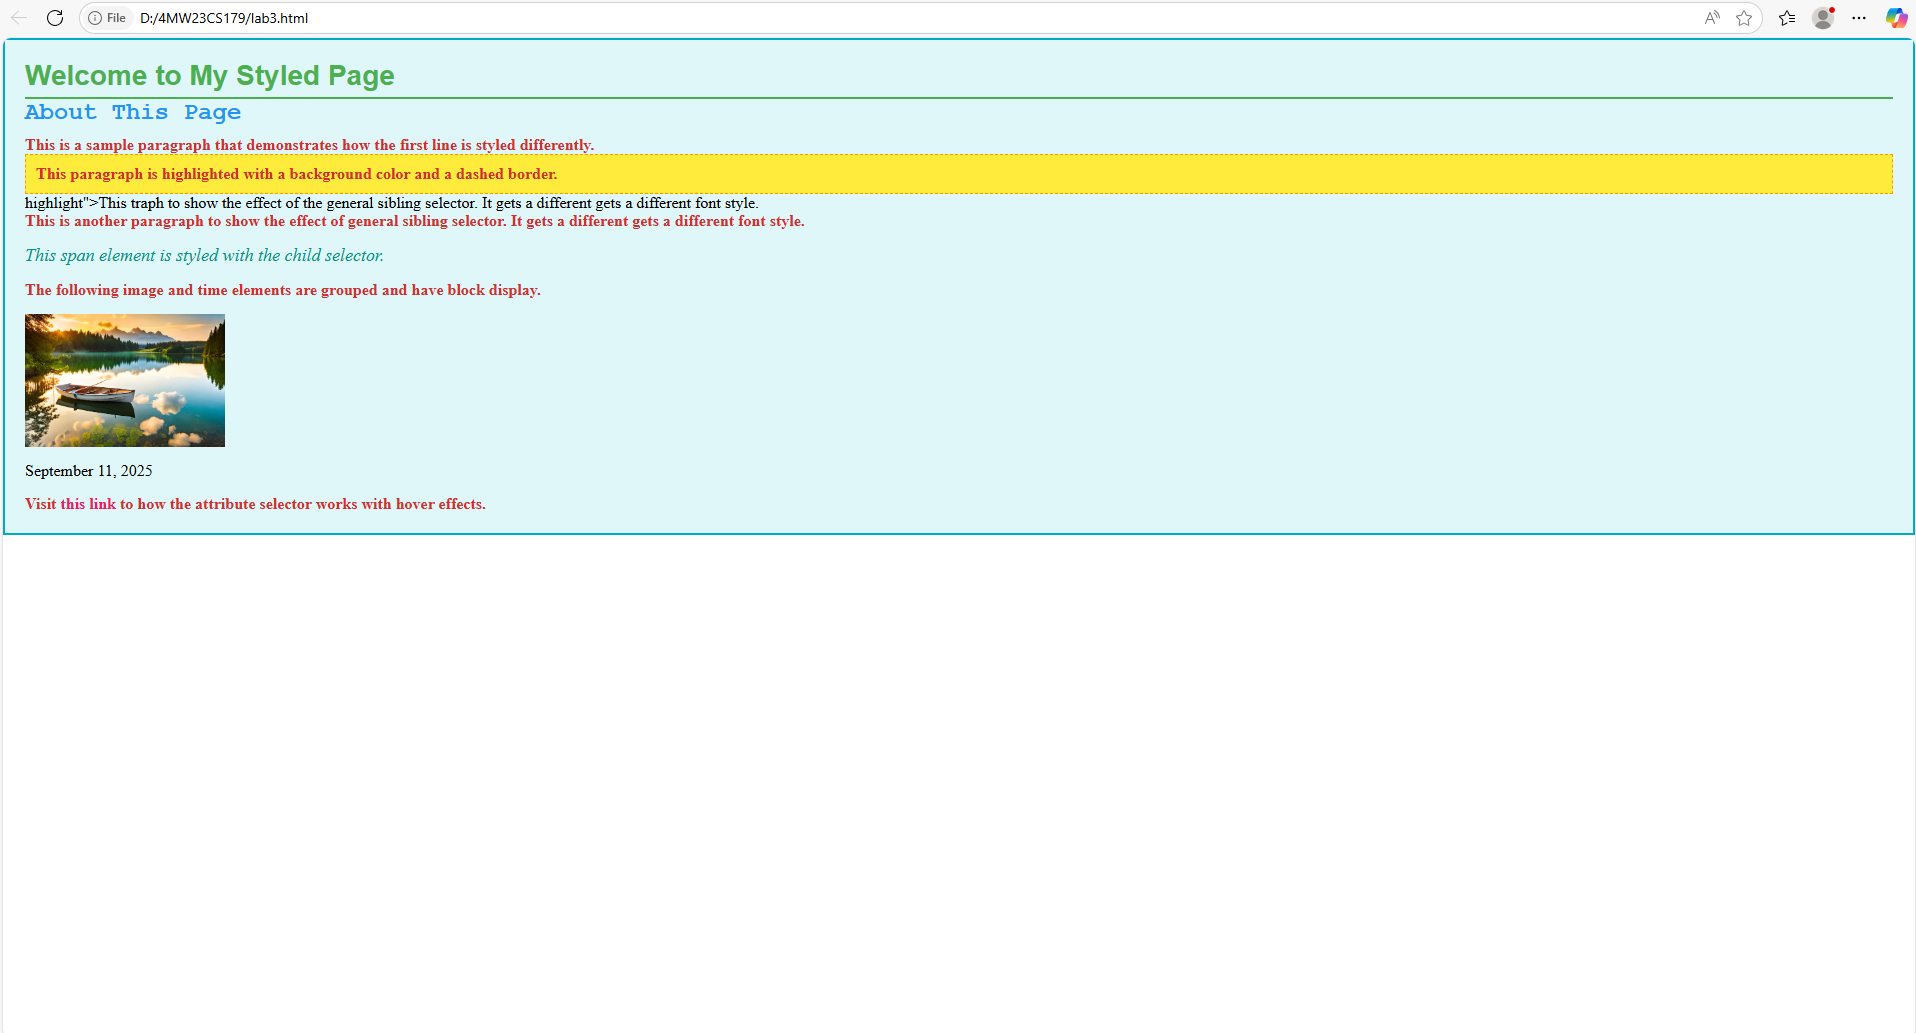 File D:/4MW23CS179/lab3.html
Welcome to My Styled Page
About This Page
This is a sample paragraph that demonstrates how the first line is styled differently.
This paragraph is highlighted with a background color and a dashed border.
highlight">This traph to show the effect of the general sibling selector. It gets a different gets a different font style.
This is another paragraph to show the effect of general sibling selector. It gets a different gets a different font style.
This span element is styled with the child selector.
The following image and time elements are grouped and have block display.
September 11, 2025
Visit this link to how the attribute selector works with hover effects.